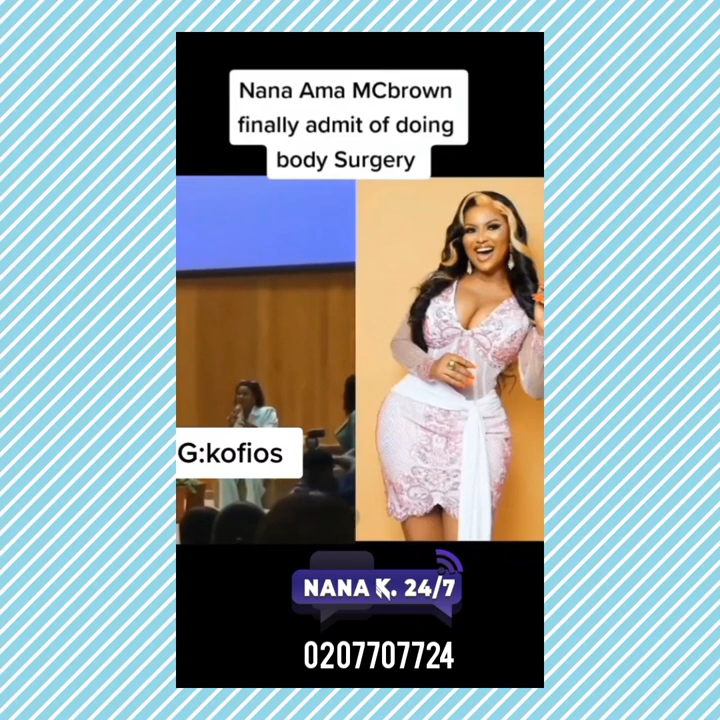 Nana Ama MCbrown
finally admit of doing
body Surgery
G:kofios
NANA K. 24/7
0207707724